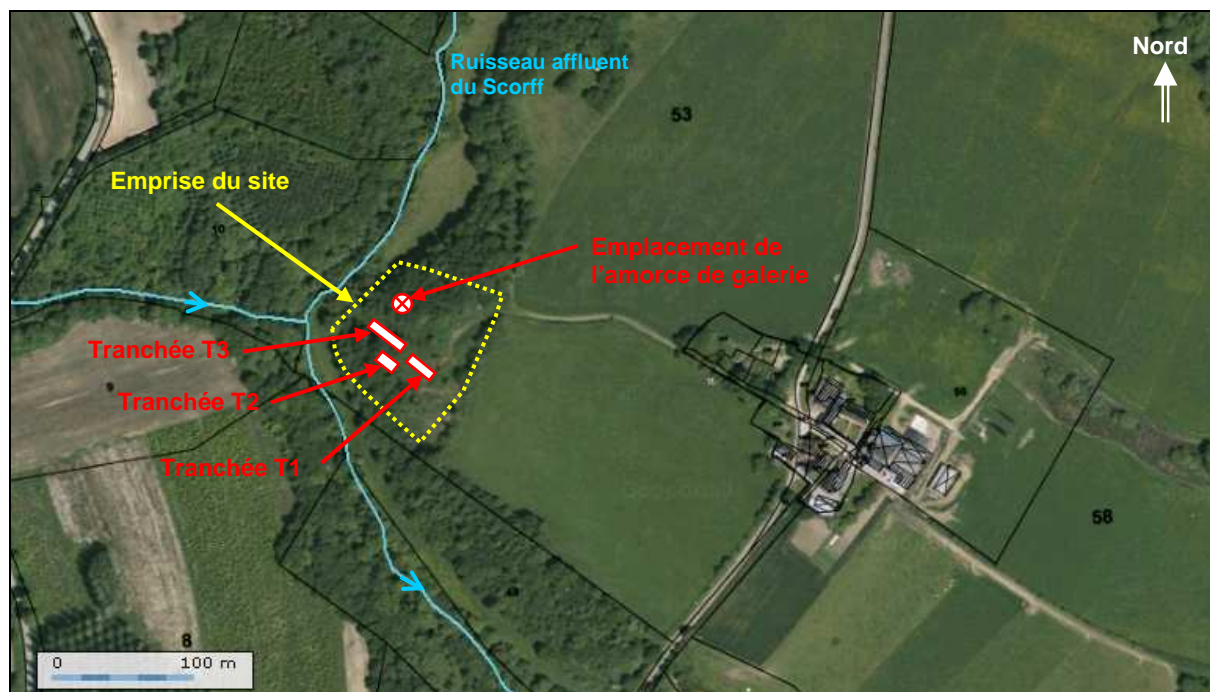 Ruisseau affluent
du Scorff
Nord
53
Emprise du site
10
Emplacement de
l'amorce de galerie
Tranchée T3
9
Tranchée T2
Tranchée T1
58
8
0 100 m